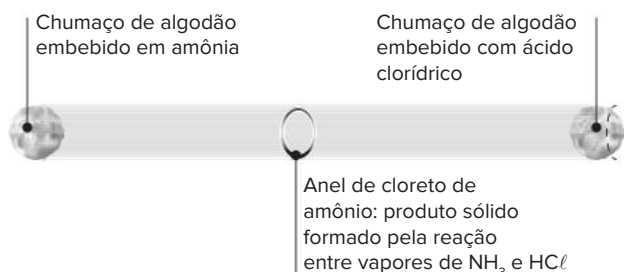 Chumaço de algodão
embebido em amônia
Chumaço de algodão
embebido com ácido
clorídrico
Anel de cloreto de
amônio: produto sólido
formado pela reação
entre vapores de NH₃ e HCℓ